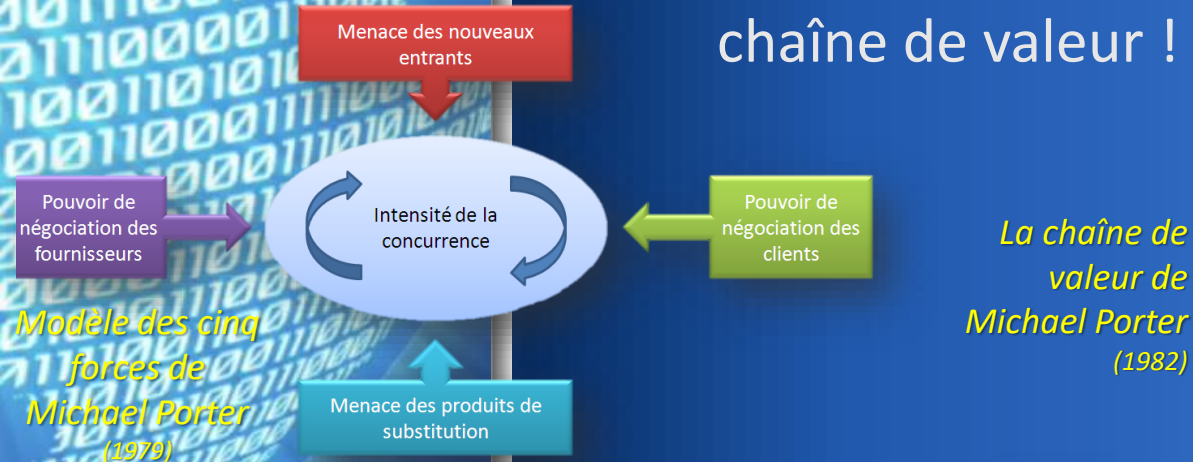 chaîne de valeur !
Menace des nouveaux
entrants
Pouvoir de
négociation des
fournisseurs
Intensité de la
concurrence
Pouvoir de
négociation des
clients
La chaîne de
valeur de
Michael Porter
(1982)
Modèle des cinq
forces de
Michael Porter
(1979)
Menace des produits de
substitution